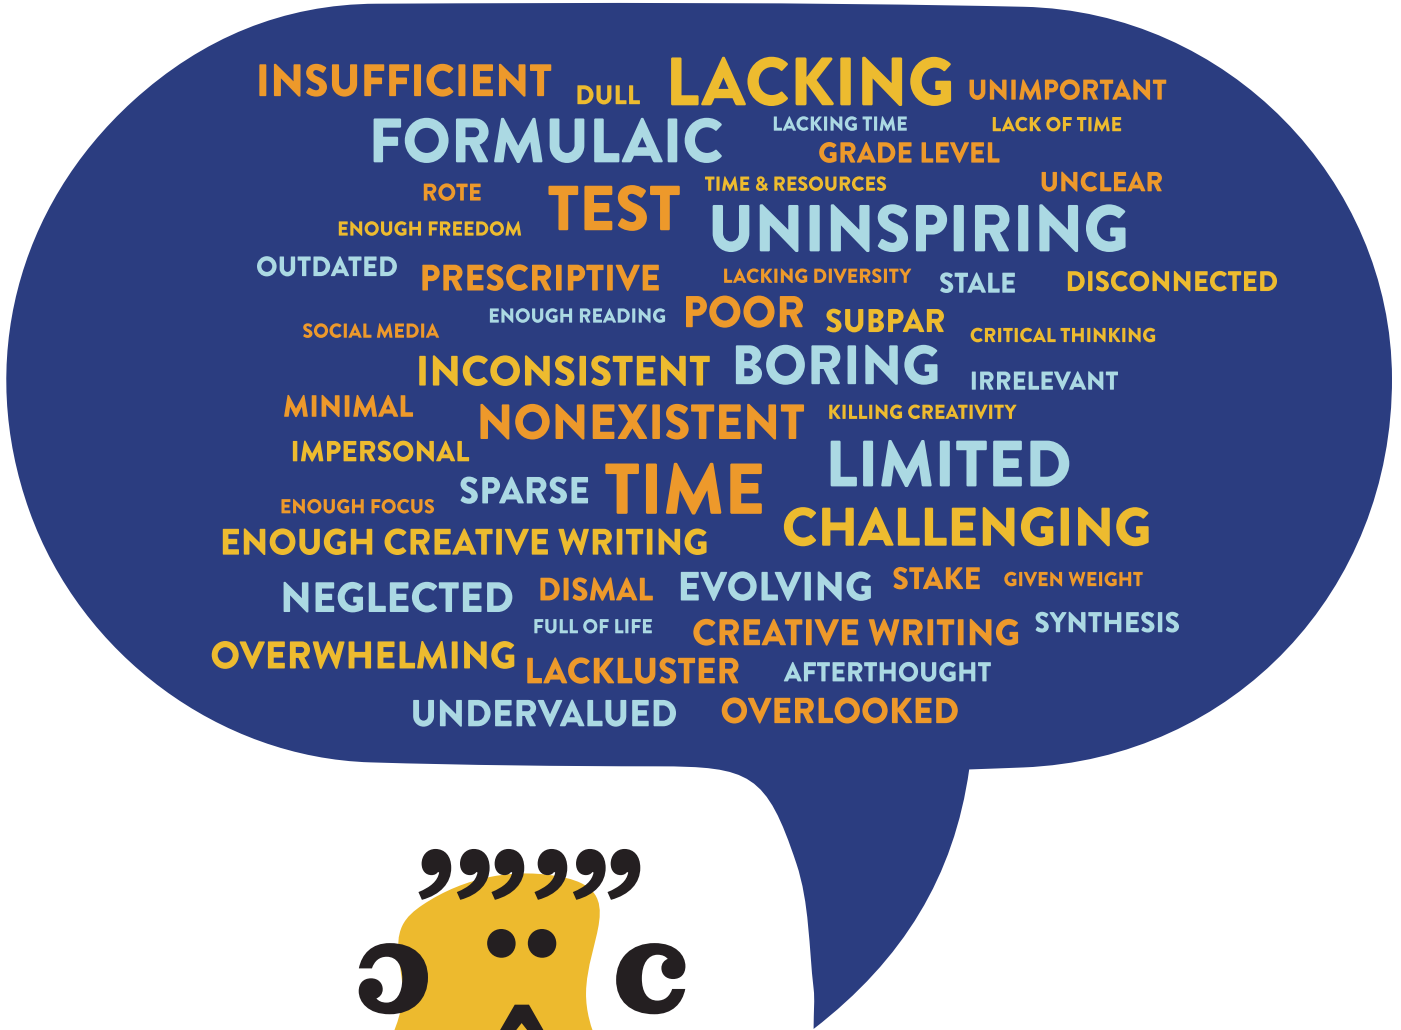 INSUFFICIENT DULL LACKING UNIMPORTANT
FORMULAIC LACKING TIME LACK OF TIME
GRADE LEVEL
ROTE TEST TIME & RESOURCES UNCLEAR
ENOUGH FREEDOM UNINSPIRING
OUTDATED PRESCRIPTIVE LACKING DIVERSITY STALE DISCONNECTED
ENOUGH READING POOR SUBPAR
SOCIAL MEDIA CRITICAL THINKING
INCONSISTENT BORING IRRELEVANT
MINIMAL NONEXISTENT KILLING CREATIVITY
IMPERSONAL LIMITED
ENOUGH FOCUS SPARSE TIME
ENOUGH CREATIVE WRITING CHALLENGING
NEGLECTED DISMAL EVOLVING STAKE GIVEN WEIGHT
FULL OF LIFE CREATIVE WRITING SYNTHESIS
OVERWHELMING LACKLUSTER AFTERTHOUGHT
UNDERVALUED OVERLOOKED